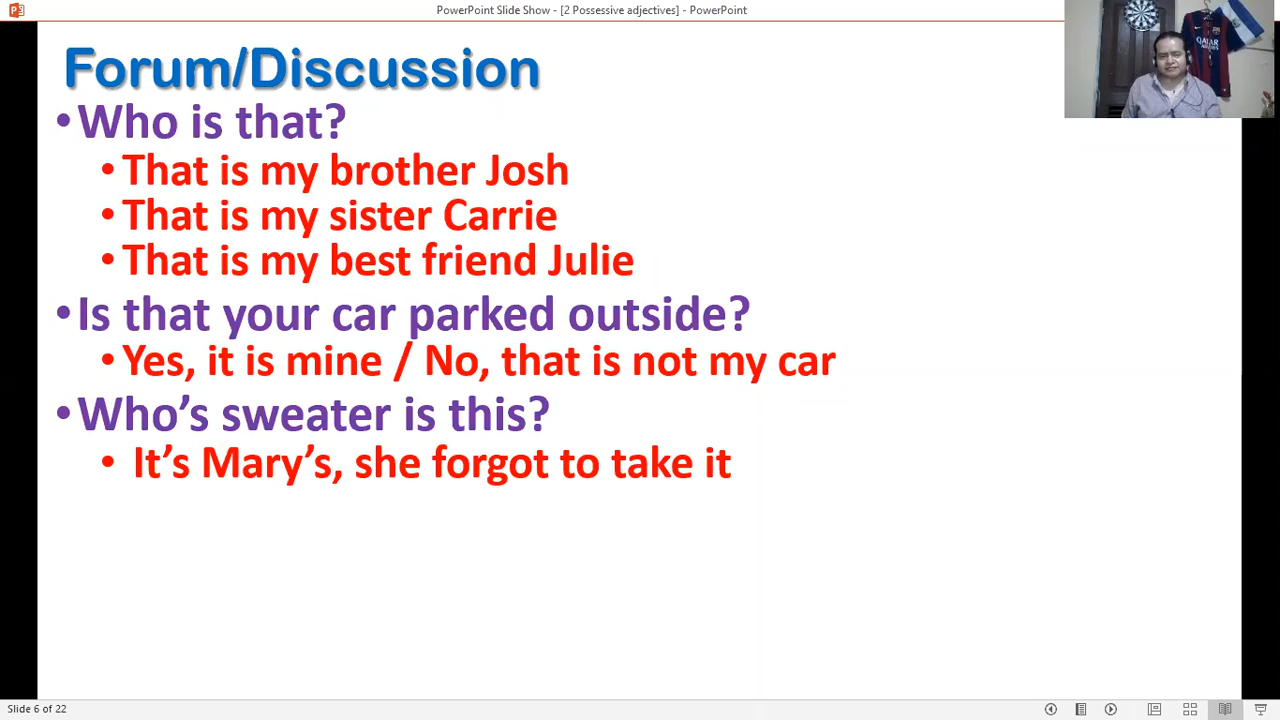 PowerPoint Slide Show - [2 Possessive adjectives] - PowerPoint
Forum/Discussion
•Who is that?
•That is my brother Josh
•That is my sister Carrie
•That is my best friend Julie
•Is that your car parked outside?
•Yes, it is mine / No, that is not my car
•Who’s sweater is this?
• It’s Mary’s, she forgot to take it
Slide 6 of 22